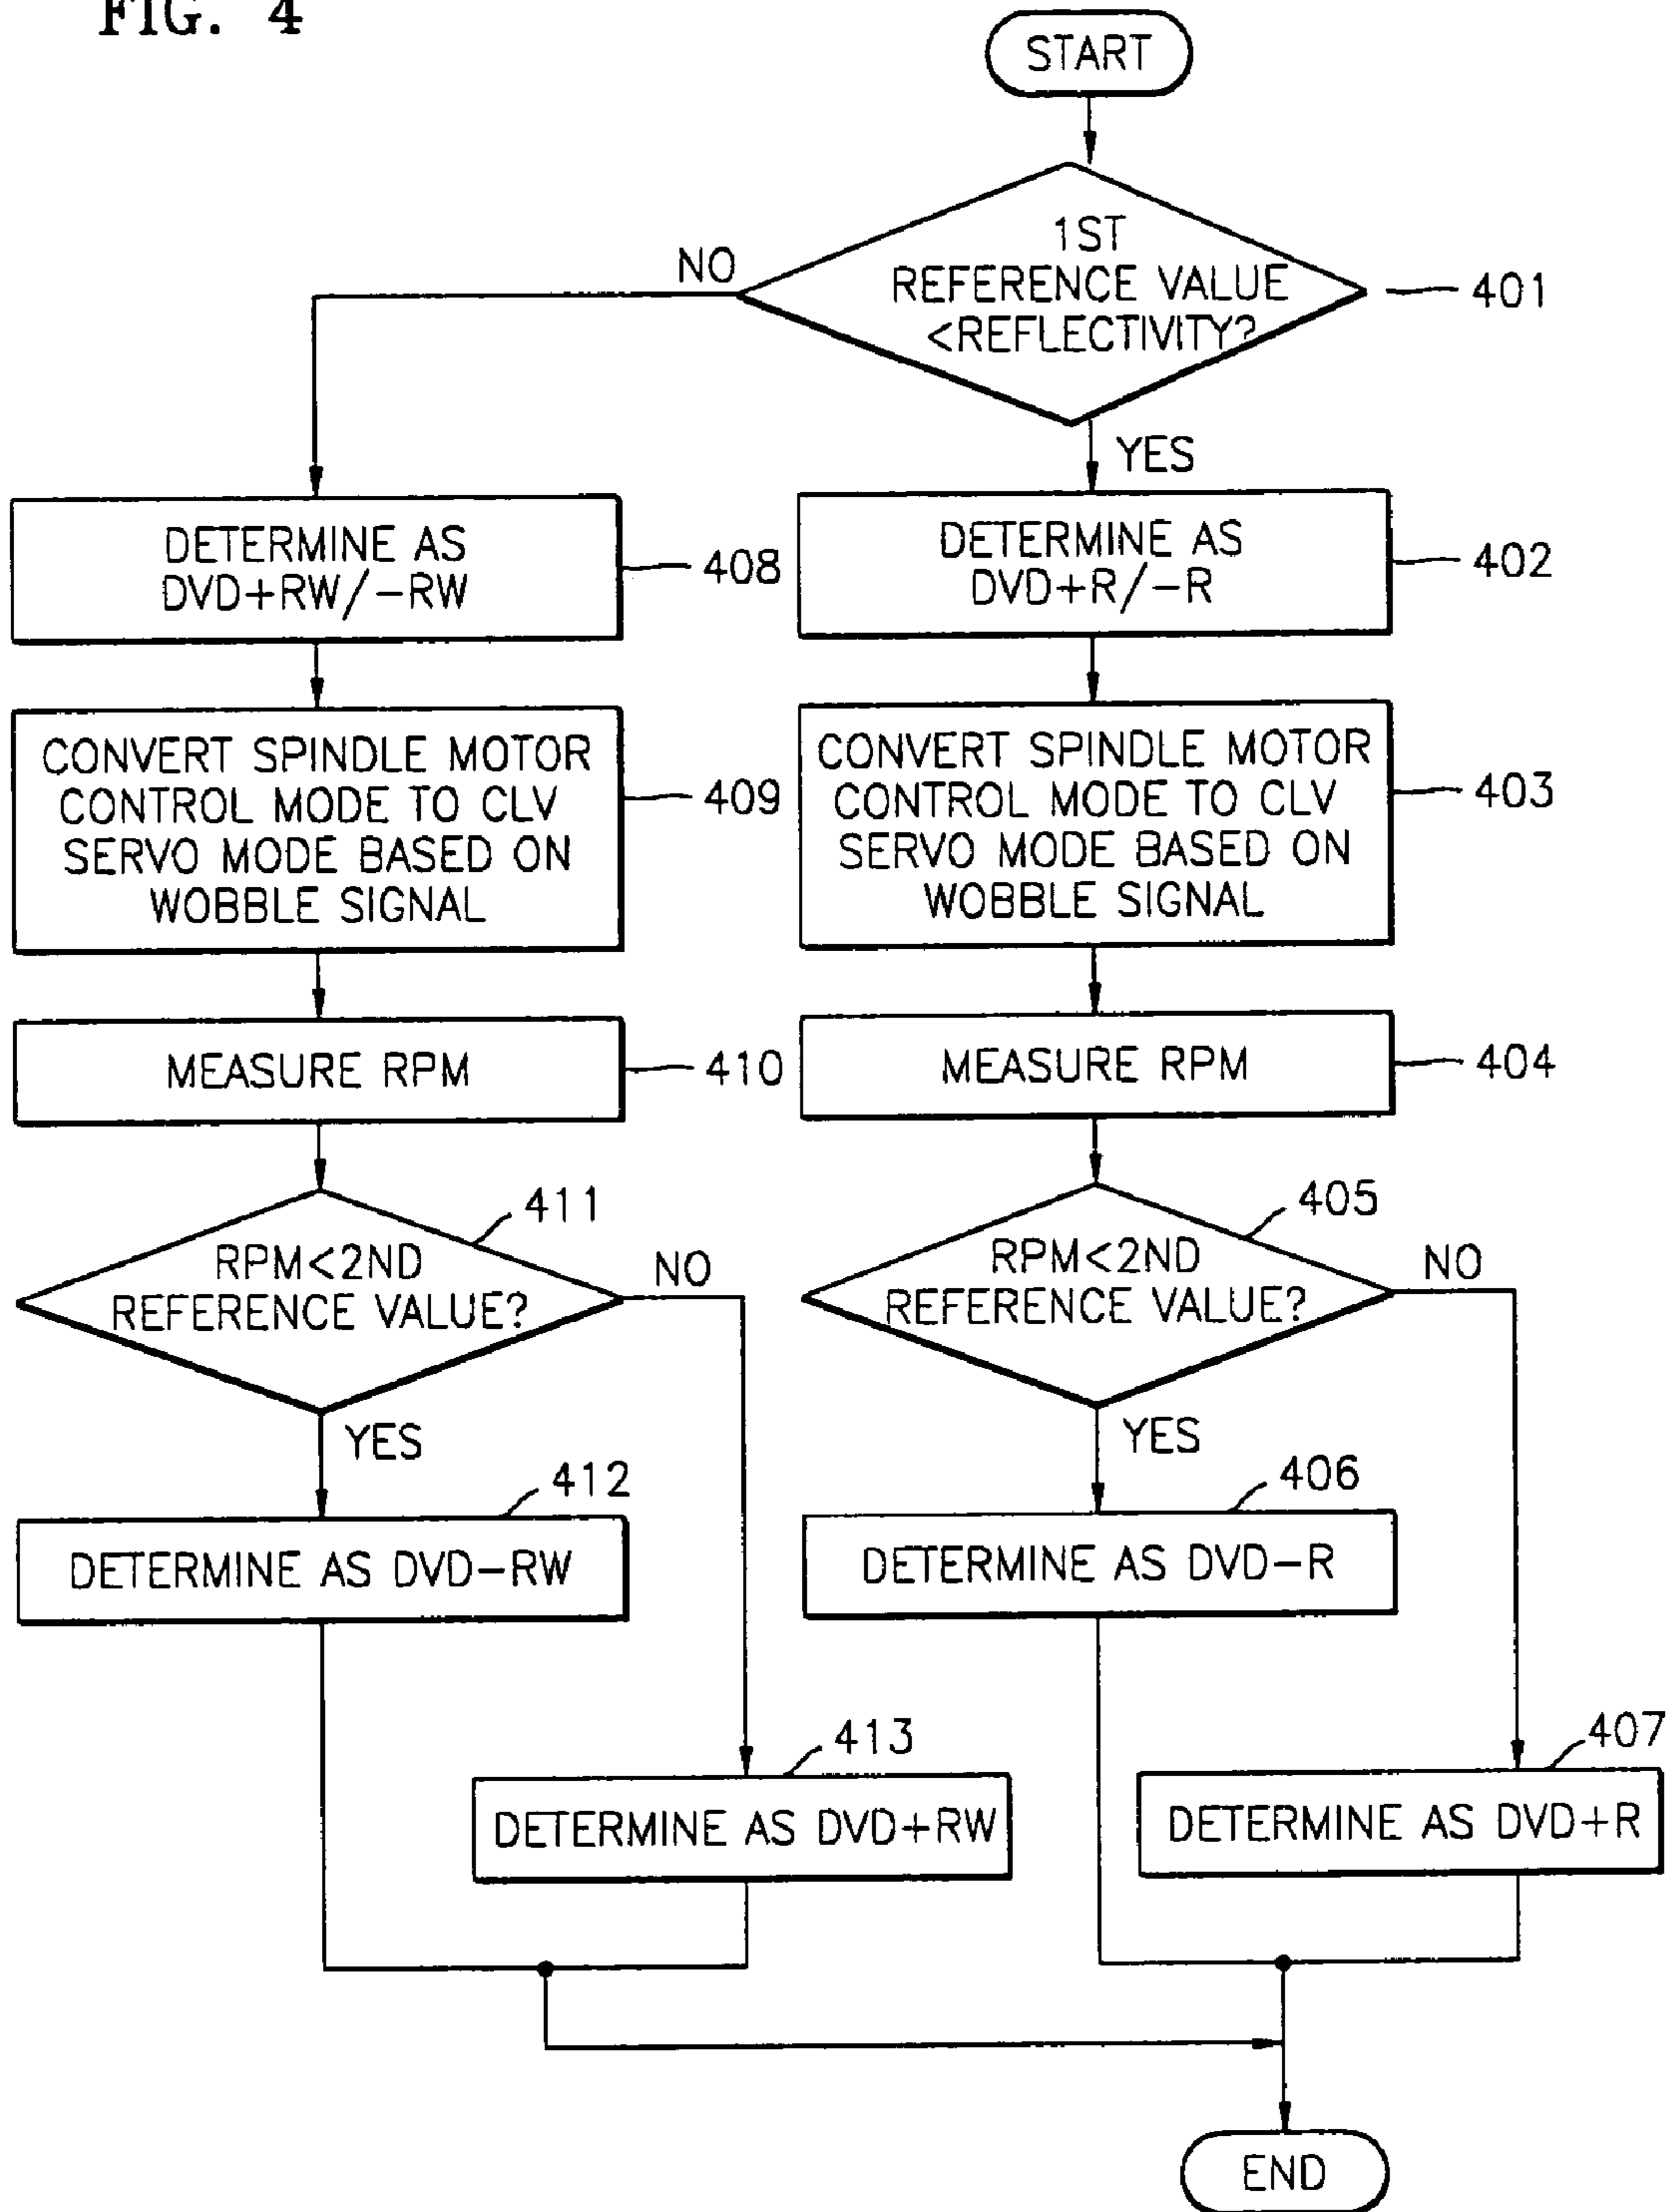 FIG. 4
START
1ST
REFERENCE VALUE
<REFLECTIVITY?
401
NO
YES
DETERMINE AS
DVD+RW/-RW
408
DETERMINE AS
DVD+R/-R
402
CONVERT SPINDLE MOTOR
CONTROL MODE TO CLV
SERVO MODE BASED ON
WOBBLE SIGNAL
409
CONVERT SPINDLE MOTOR
CONTROL MODE TO CLV
SERVO MODE BASED ON
WOBBLE SIGNAL
403
MEASURE RPM
410
MEASURE RPM
404
RPM<2ND
REFERENCE VALUE?
411
NO
YES
RPM<2ND
REFERENCE VALUE?
405
NO
YES
412
DETERMINE AS DVD-RW
406
DETERMINE AS DVD-R
413
DETERMINE AS DVD+RW
407
DETERMINE AS DVD+R
END